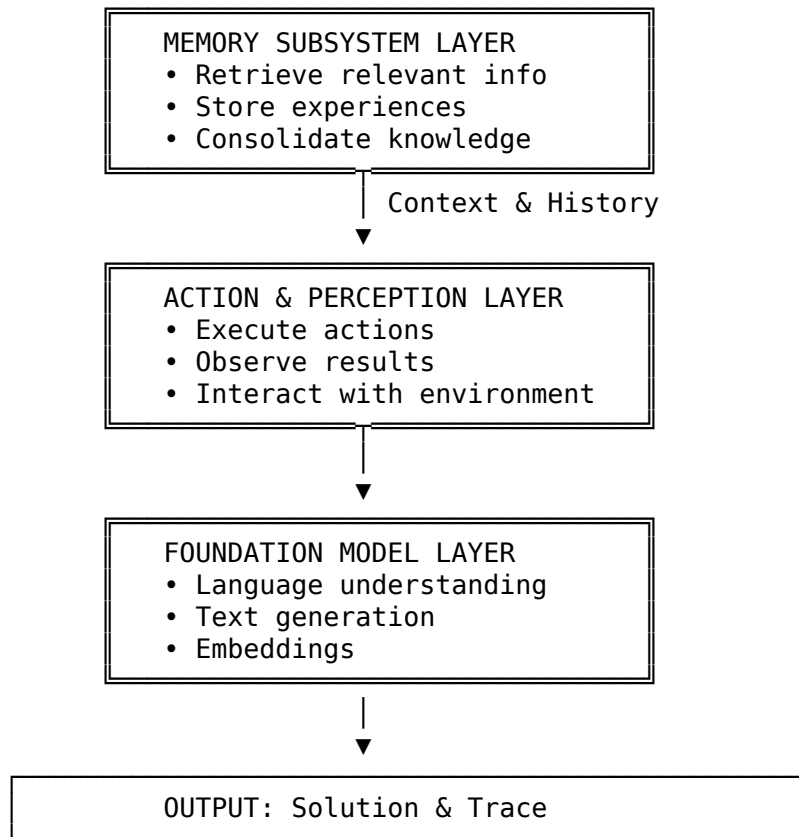 MEMORY SUBSYSTEM LAYER
• Retrieve relevant info
• Store experiences
• Consolidate knowledge
Context & History
ACTION & PERCEPTION LAYER
• Execute actions
• Observe results
• Interact with environment
FOUNDATION MODEL LAYER
• Language understanding
• Text generation
• Embeddings
OUTPUT: Solution & Trace